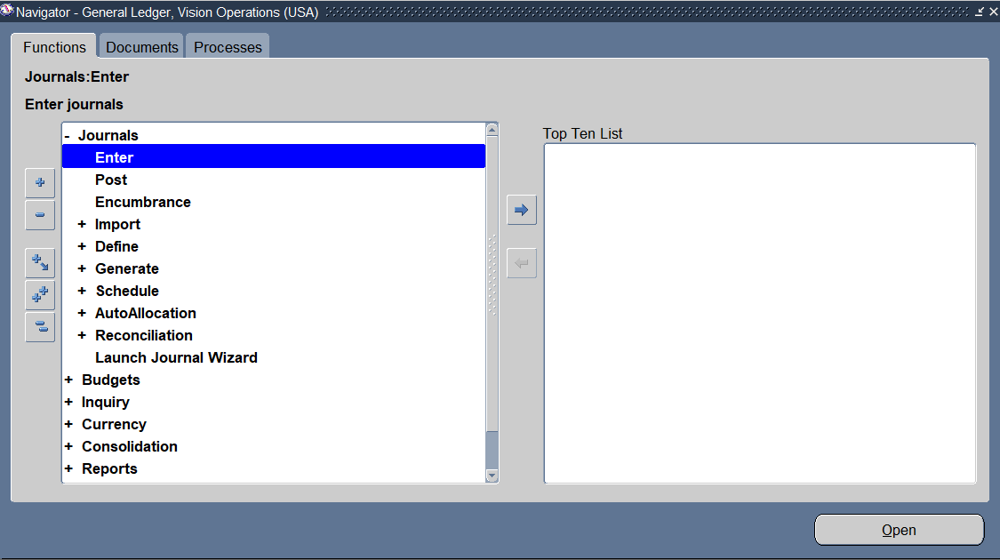 Navigator - General Ledger, Vision Operations (USA)
Functions Documents Processes
Journals:Enter
Enter journals
Top Ten List
- Journals
Enter
Post
Encumbrance
+ Import
+ Define
+ Generate
+ Schedule
+ AutoAllocation
+ Reconciliation
Launch Journal Wizard
+ Budgets
+ Inquiry
+ Currency
+ Consolidation
+ Reports
Open